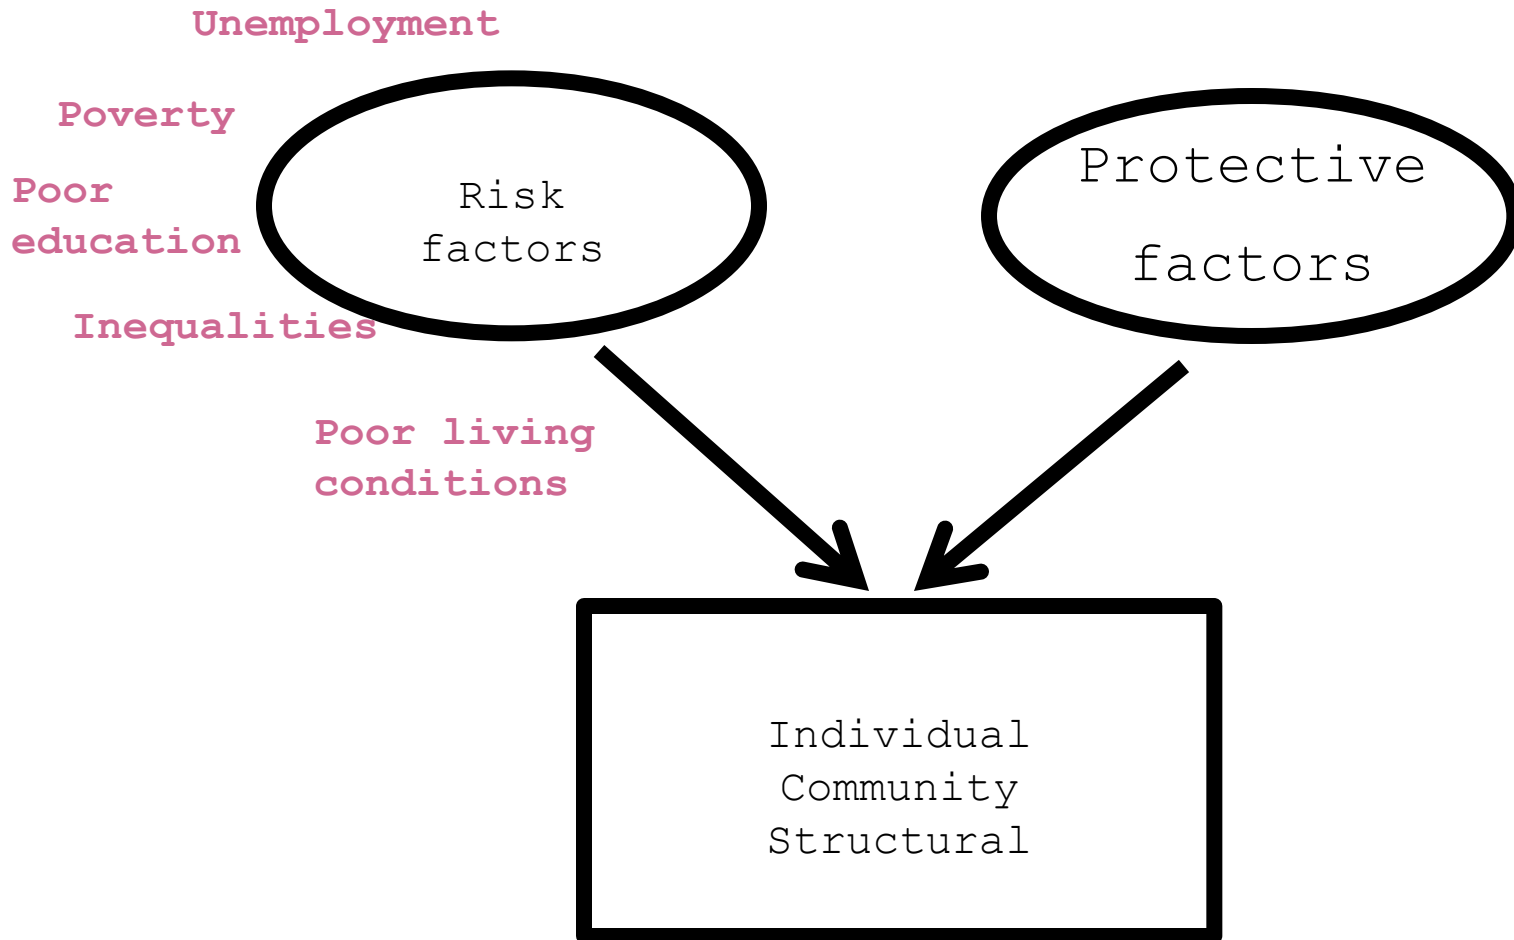 Unemployment
Poverty
Poor
education
Inequalities
Poor living
conditions
Risk
factors
Protective
factors
Individual
Community
Structural